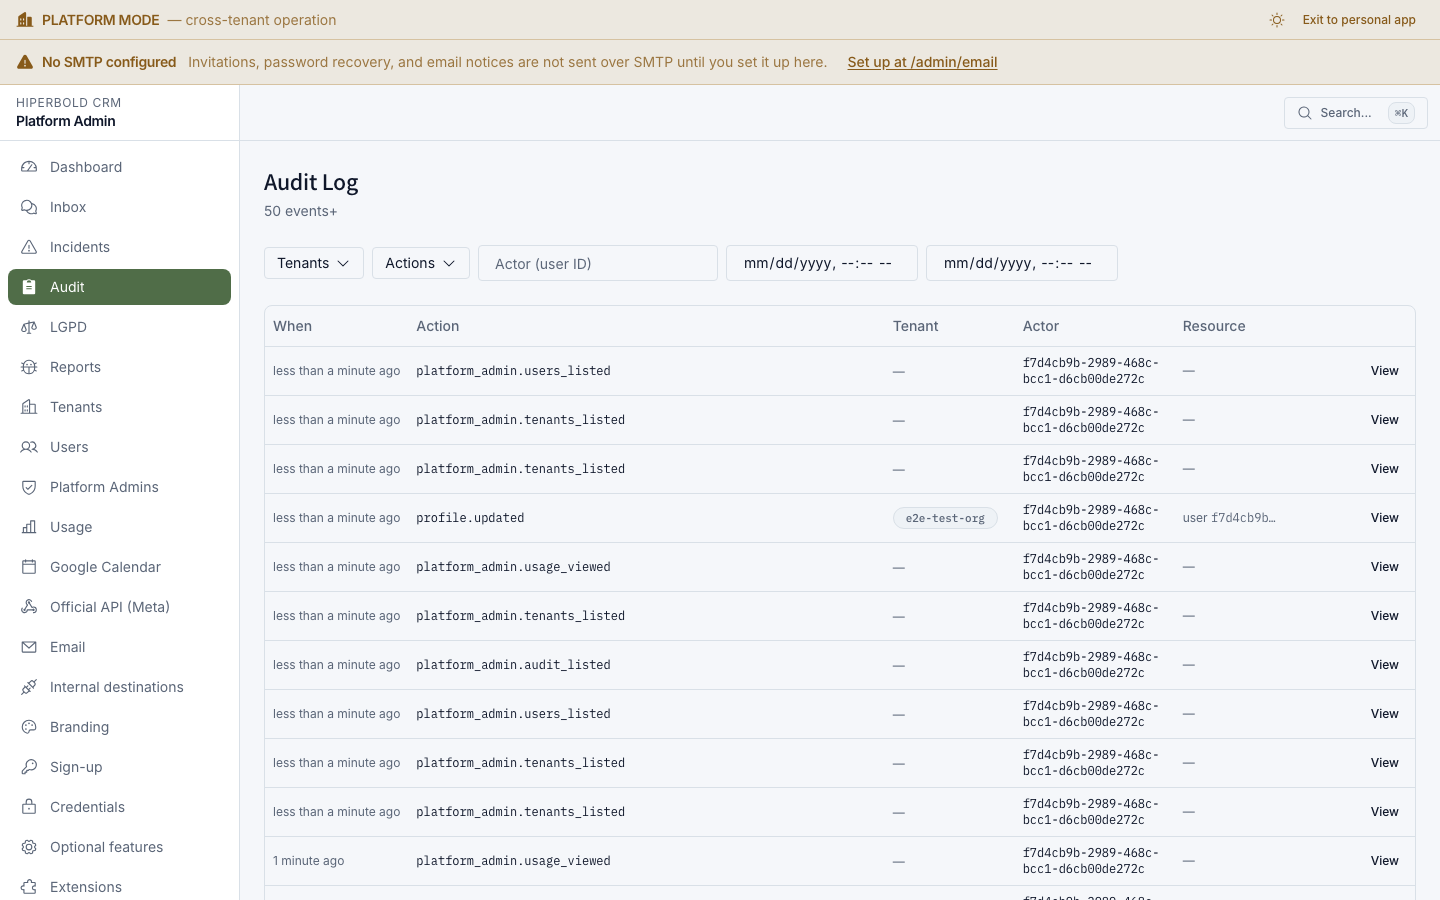 PLATFORM MODE — cross-tenant operation
Exit to personal app
No SMTP configured Invitations, password recovery, and email notices are not sent over SMTP until you set it up here. Set up at /admin/email
HIPERBOLD CRM
Platform Admin
Search... ⌘K
Dashboard
Inbox
Incidents
Audit
LGPD
Reports
Tenants
Users
Platform Admins
Usage
Google Calendar
Official API (Meta)
Email
Internal destinations
Branding
Sign-up
Credentials
Optional features
Extensions
Audit Log
50 events+
Tenants Actions Actor (user ID) mm/dd/yyyy, --:-- -- mm/dd/yyyy, --:-- --
When Action Tenant Actor Resource
less than a minute ago platform_admin.users_listed — f7d4cb9b-2989-468c-
bcc1-d6cb00de272c — View
less than a minute ago platform_admin.tenants_listed — f7d4cb9b-2989-468c-
bcc1-d6cb00de272c — View
less than a minute ago platform_admin.tenants_listed — f7d4cb9b-2989-468c-
bcc1-d6cb00de272c — View
less than a minute ago profile.updated e2e-test-org f7d4cb9b-2989-468c-
bcc1-d6cb00de272c user f7d4cb9b… View
less than a minute ago platform_admin.usage_viewed — f7d4cb9b-2989-468c-
bcc1-d6cb00de272c — View
less than a minute ago platform_admin.tenants_listed — f7d4cb9b-2989-468c-
bcc1-d6cb00de272c — View
less than a minute ago platform_admin.audit_listed — f7d4cb9b-2989-468c-
bcc1-d6cb00de272c — View
less than a minute ago platform_admin.users_listed — f7d4cb9b-2989-468c-
bcc1-d6cb00de272c — View
less than a minute ago platform_admin.tenants_listed — f7d4cb9b-2989-468c-
bcc1-d6cb00de272c — View
less than a minute ago platform_admin.tenants_listed — f7d4cb9b-2989-468c-
bcc1-d6cb00de272c — View
1 minute ago platform_admin.usage_viewed — f7d4cb9b-2989-468c-
bcc1-d6cb00de272c — View